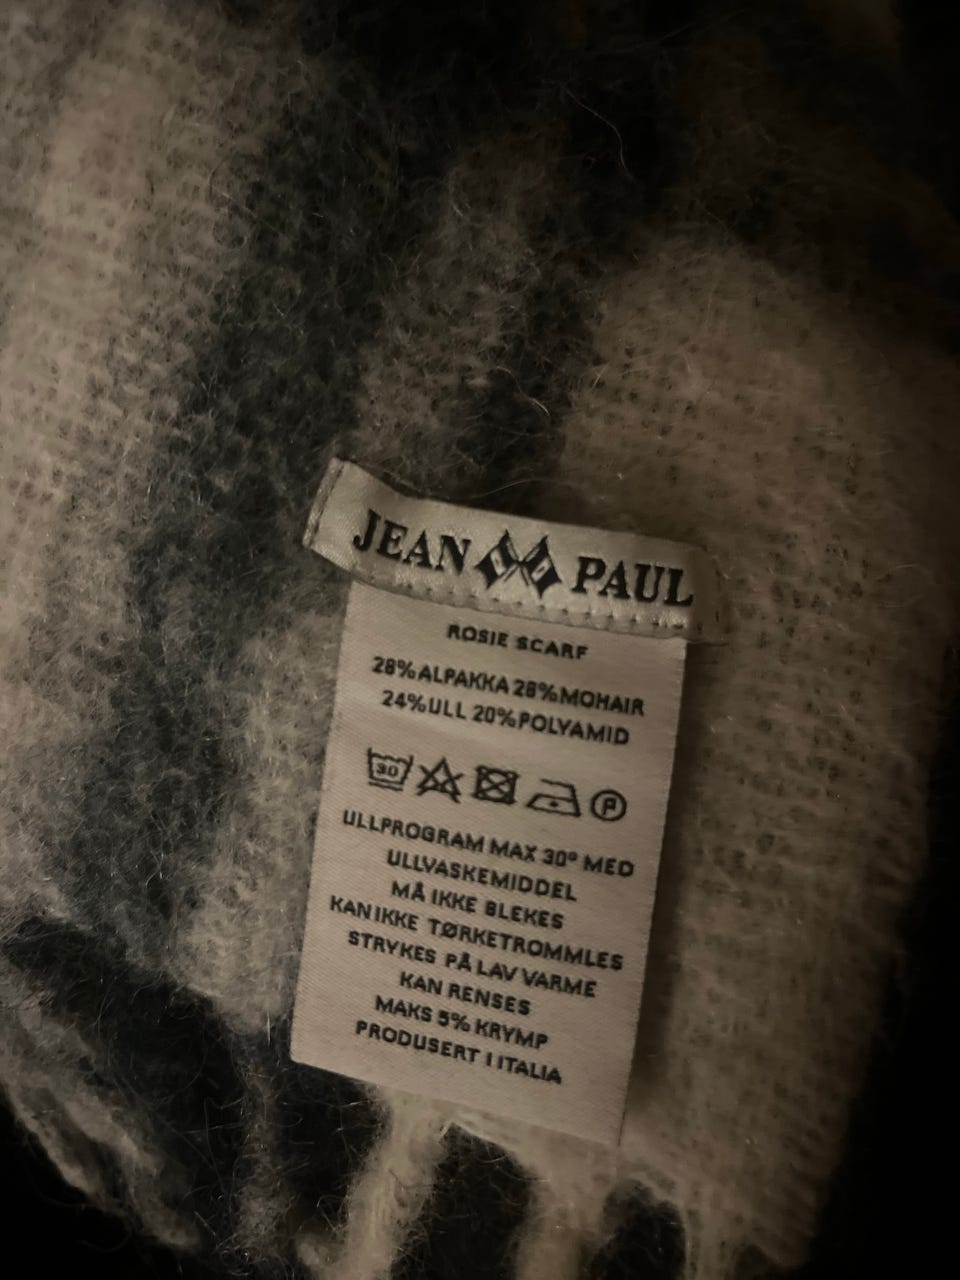 JEAN PAUL
ROSIE SCARF
28%ALPAKKA 28%MOHAIR
24%ULL 20%POLYAMID
30 P
ULLPROGRAM MAX 30° MED
ULLVASKEMIDDEL
MÅ IKKE BLEKES
KAN IKKE TØRKETROMMLES
STRYKES PÅ LAV VARME
KAN RENSES
MAKS 5% KRYMP
PRODUSERT I ITALIA